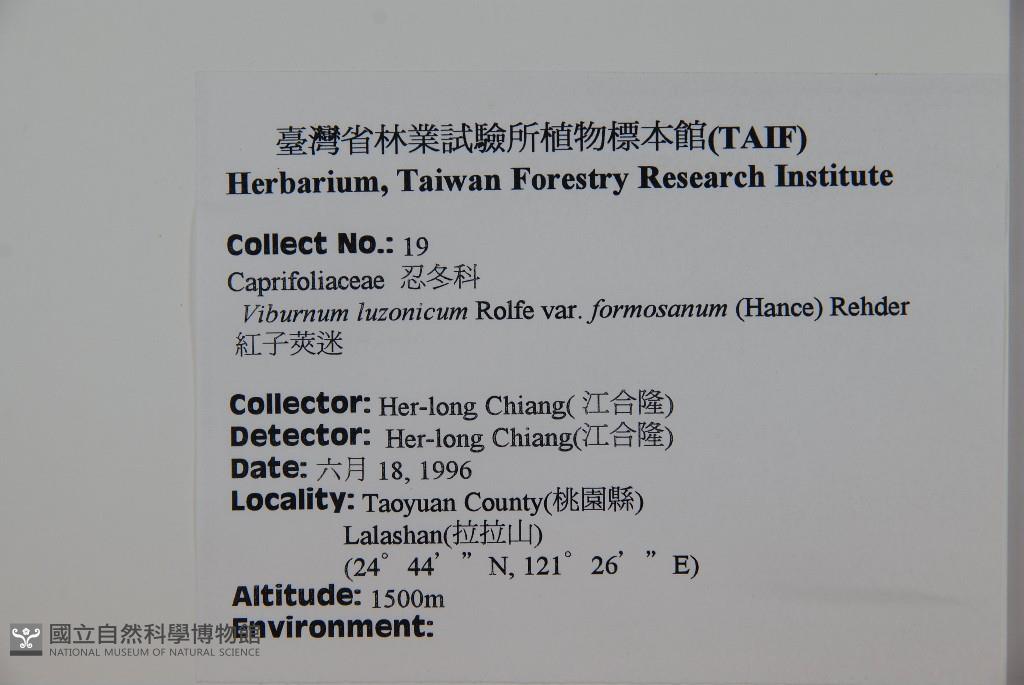 臺灣省林業試驗所植物標本館(TAIF)
Herbarium, Taiwan Forestry Research Institute
Collect No.: 19
Caprifoliaceae 忍冬科
Viburnum luzonicum Rolfe var. formosanum (Hance) Rehder
紅子莢迷
Collector: Her-long Chiang( 江合隆)
Detector: Her-long Chiang(江合隆)
Date: 六月 18, 1996
Locality: Taoyuan County(桃園縣)
Lalashan(拉拉山)
(24° 44’ ” N, 121° 26’ ” E)
Altitude: 1500m
Environment:
國立自然科學博物館
NATIONAL MUSEUM OF NATURAL SCIENCE